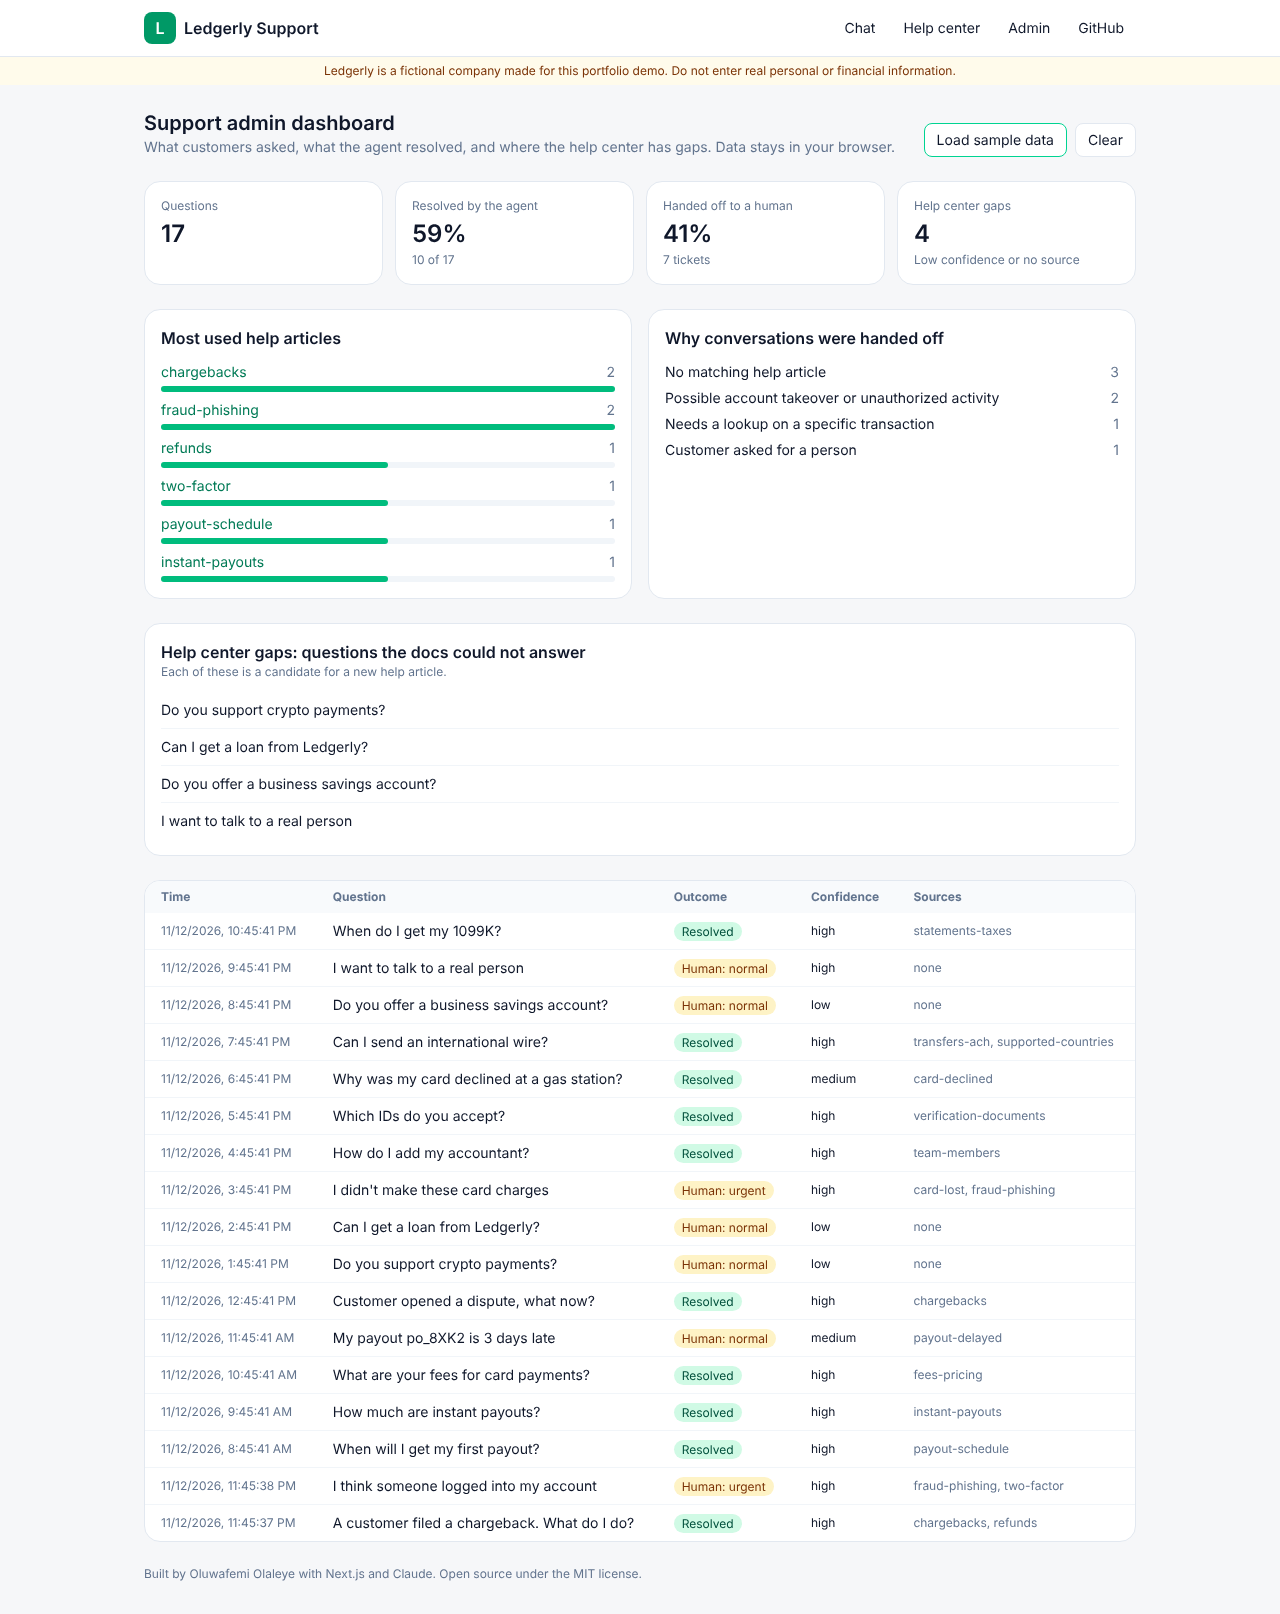 L Ledgerly Support Chat Help center Admin GitHub
Ledgerly is a fictional company made for this portfolio demo. Do not enter real personal or financial information.
Support admin dashboard
What customers asked, what the agent resolved, and where the help center has gaps. Data stays in your browser.
Load sample data Clear
Questions
17
Resolved by the agent
59%
10 of 17
Handed off to a human
41%
7 tickets
Help center gaps
4
Low confidence or no source
Most used help articles
chargebacks 2
fraud-phishing 2
refunds 1
two-factor 1
payout-schedule 1
instant-payouts 1
Why conversations were handed off
No matching help article 3
Possible account takeover or unauthorized activity 2
Needs a lookup on a specific transaction 1
Customer asked for a person 1
Help center gaps: questions the docs could not answer
Each of these is a candidate for a new help article.
Do you support crypto payments?
Can I get a loan from Ledgerly?
Do you offer a business savings account?
I want to talk to a real person
Time Question Outcome Confidence Sources
11/12/2026, 10:45:41 PM When do I get my 1099K? Resolved high statements-taxes
11/12/2026, 9:45:41 PM I want to talk to a real person Human: normal high none
11/12/2026, 8:45:41 PM Do you offer a business savings account? Human: normal low none
11/12/2026, 7:45:41 PM Can I send an international wire? Resolved high transfers-ach, supported-countries
11/12/2026, 6:45:41 PM Why was my card declined at a gas station? Resolved medium card-declined
11/12/2026, 5:45:41 PM Which IDs do you accept? Resolved high verification-documents
11/12/2026, 4:45:41 PM How do I add my accountant? Resolved high team-members
11/12/2026, 3:45:41 PM I didn't make these card charges Human: urgent high card-lost, fraud-phishing
11/12/2026, 2:45:41 PM Can I get a loan from Ledgerly? Human: normal low none
11/12/2026, 1:45:41 PM Do you support crypto payments? Human: normal low none
11/12/2026, 12:45:41 PM Customer opened a dispute, what now? Resolved high chargebacks
11/12/2026, 11:45:41 AM My payout po_8XK2 is 3 days late Human: normal medium payout-delayed
11/12/2026, 10:45:41 AM What are your fees for card payments? Resolved high fees-pricing
11/12/2026, 9:45:41 AM How much are instant payouts? Resolved high instant-payouts
11/12/2026, 8:45:41 AM When will I get my first payout? Resolved high payout-schedule
11/12/2026, 11:45:38 PM I think someone logged into my account Human: urgent high fraud-phishing, two-factor
11/12/2026, 11:45:37 PM A customer filed a chargeback. What do I do? Resolved high chargebacks, refunds
Built by Oluwafemi Olaleye with Next.js and Claude. Open source under the MIT license.